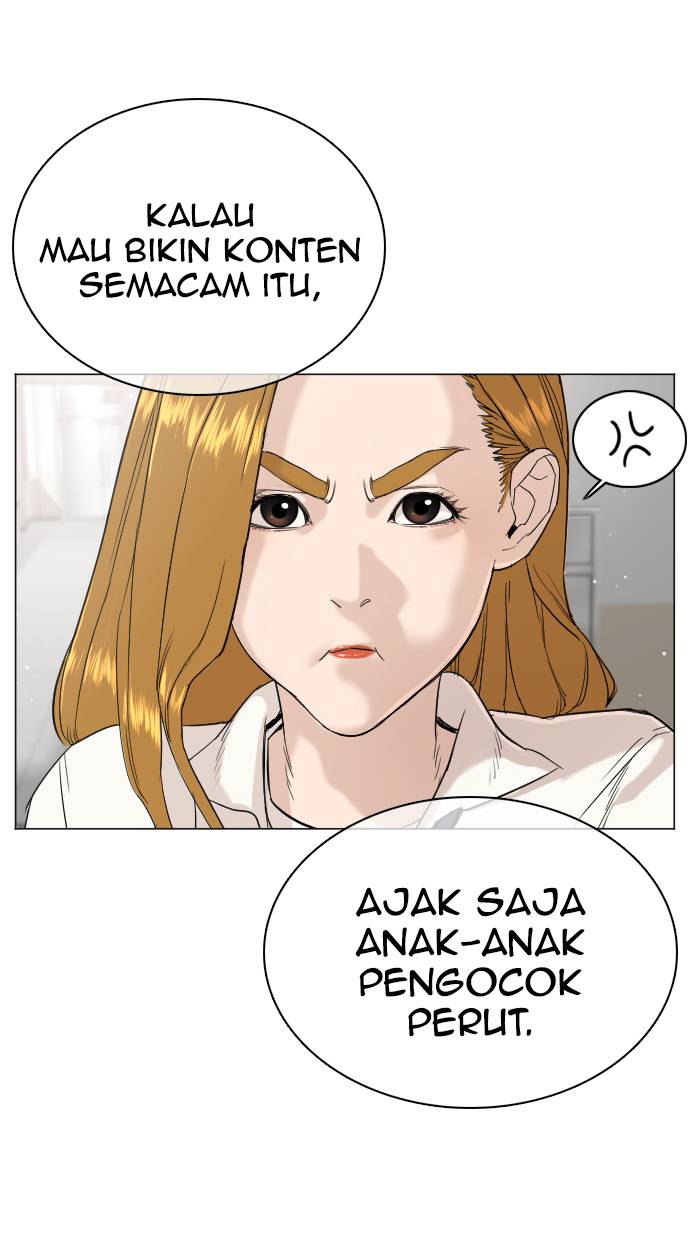 KALAU
MAU BIKIN KONTEN
SEMACAM ITU,
AJAK SAJA
ANAK-ANAK
PENGOCOK
PERUT.